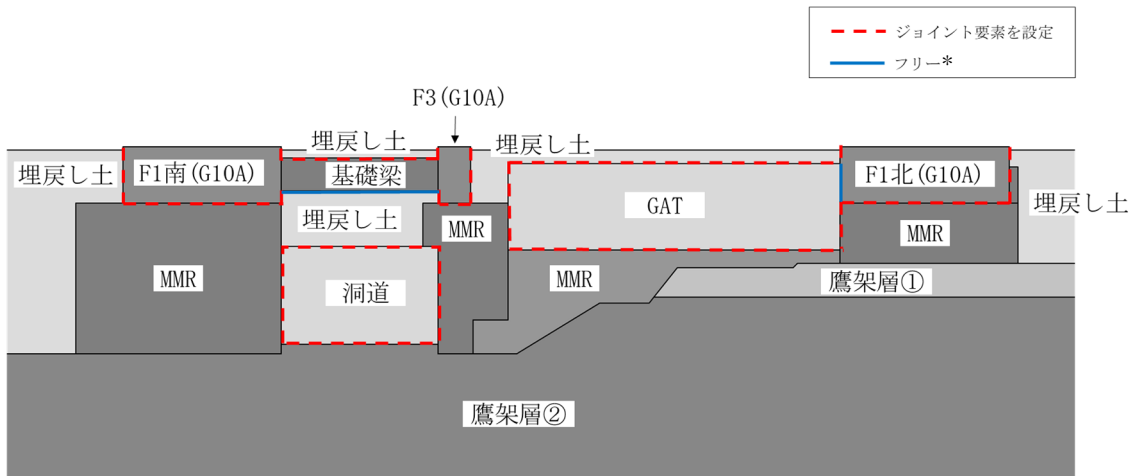 ジョイント要素を設定
フリー*
F3(G10A)
埋戻し土
埋戻し土
埋戻し土
F1南(G10A)
基礎梁
F1北(G10A)
GAT
埋戻し土
埋戻し土
MMR
MMR
MMR
MMR
鷹架層①
洞道
鷹架層②